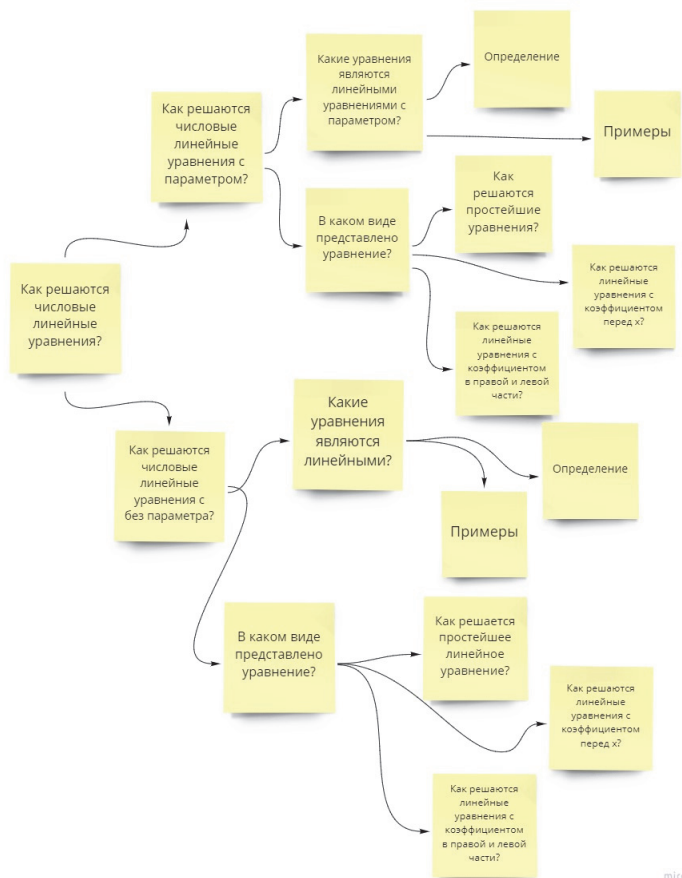 Какие уравнения
являются
линейными
уравнениями с
параметром?
Определение
Как решаются
числовые
линейные
уравнения с
параметром?
Примеры
Как
решаются
простейшие
уравнения?
В каком виде
представлено
уравнение?
Как решаются
линейные
уравнения с
коэффициентом
перед х?
Как решаются
числовые
линейные
уравнения?
Как решаются
линейные
уравнения с
коэффициентом
в правой и левой
части?
Какие
уравнения
являются
линейными?
Как решаются
числовые
линейные
уравнения с
без параметра?
Определение
Примеры
Как решается
простейшее
линейное
уравнение?
В каком виде
представлено
уравнение?
Как решаются
линейные
уравнения с
коэффициентом
перед х?
Как решаются
линейные
уравнения с
коэффициентом
в правой и левой
части?